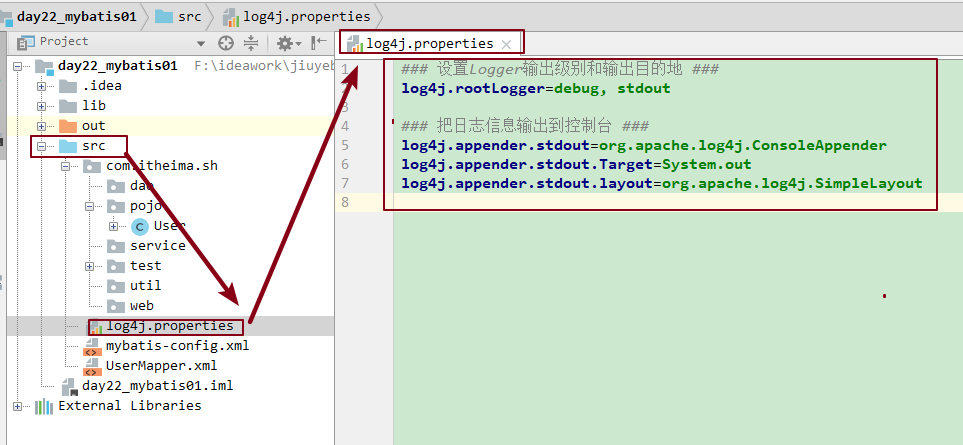 day22_mybatis01 src log4j.properties
Project
day22_mybatis01 F:\ideawork\jiuyeb
.idea
lib
out
src
com.itheima.sh
dao
pojo
User
service
test
util
web
log4j.properties
mybatis-config.xml
UserMapper.xml
day22_mybatis01.iml
External Libraries
log4j.properties
1 ### 设置Logger输出级别和输出目的地 ###
2 log4j.rootLogger=debug, stdout
3
4 ### 把日志信息输出到控制台 ###
5 log4j.appender.stdout=org.apache.log4j.ConsoleAppender
6 log4j.appender.stdout.Target=System.out
7 log4j.appender.stdout.layout=org.apache.log4j.SimpleLayout
8